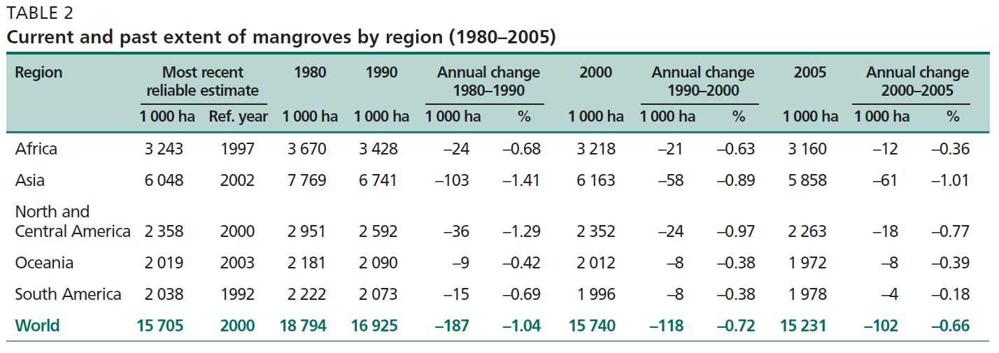 TABLE 2
Current and past extent of mangroves by region (1980–2005)
Region Most recent 1980 1990 Annual change 2000 Annual change 2005 Annual change
reliable estimate 1980–1990 1990–2000 2000–2005
1 000 ha Ref. year 1 000 ha 1 000 ha 1 000 ha % 1 000 ha 1 000 ha % 1 000 ha 1 000 ha %
Africa 3 243 1997 3 670 3 428 –24 –0.68 3 218 –21 –0.63 3 160 –12 –0.36
Asia 6 048 2002 7 769 6 741 –103 –1.41 6 163 –58 –0.89 5 858 –61 –1.01
North and
Central America 2 358 2000 2 951 2 592 –36 –1.29 2 352 –24 –0.97 2 263 –18 –0.77
Oceania 2 019 2003 2 181 2 090 –9 –0.42 2 012 –8 –0.38 1 972 –8 –0.39
South America 2 038 1992 2 222 2 073 –15 –0.69 1 996 –8 –0.38 1 978 –4 –0.18
World 15 705 2000 18 794 16 925 –187 –1.04 15 740 –118 –0.72 15 231 –102 –0.66